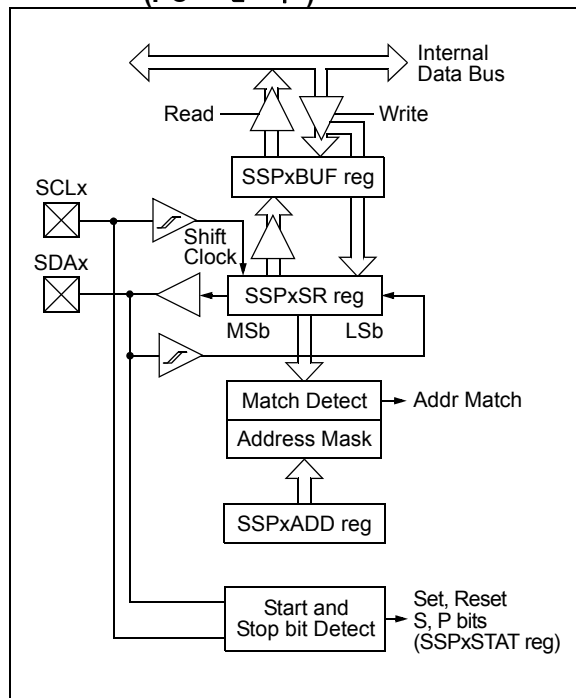 Internal
Data Bus
Read
Write
SSPxBUF reg
SCLx
Shift
Clock
SDAx
SSPxSR reg
MSb
LSb
Match Detect
Addr Match
Address Mask
SSPxADD reg
Start and
Stop bit Detect
Set, Reset
S, P bits
(SSPxSTAT reg)